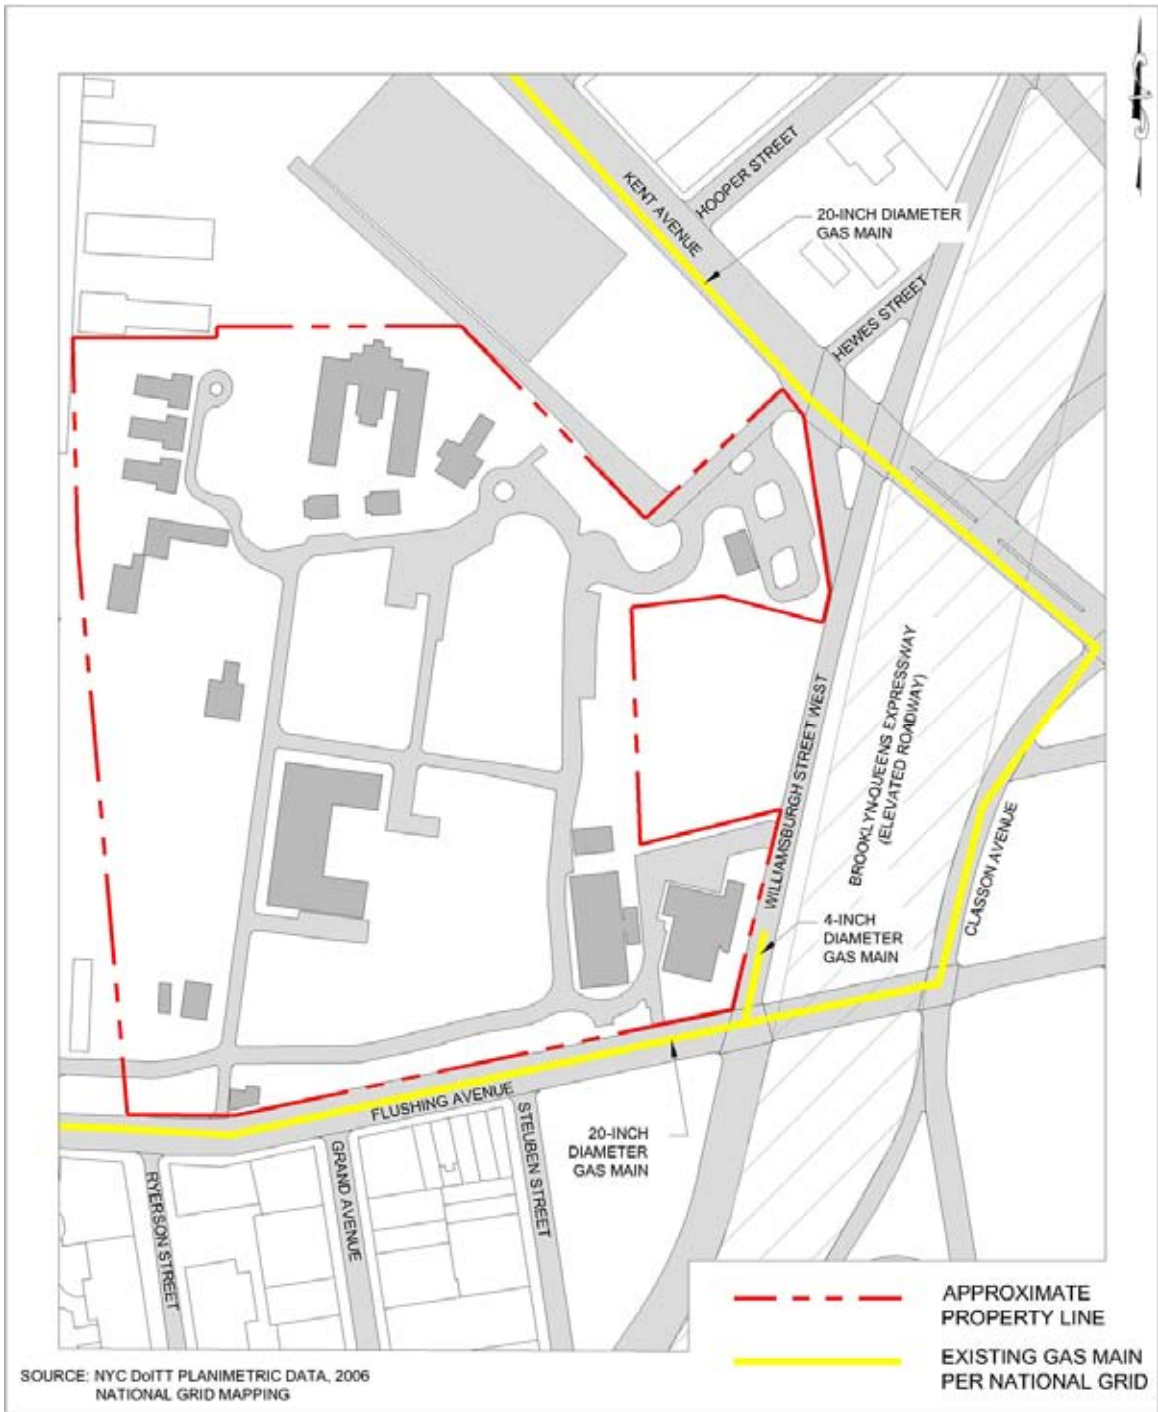 HOOPER STREET
KENT AVENUE
20-INCH DIAMETER
GAS MAIN
HEWES STREET
WILLIAMSBURGH STREET WEST
BROOKLYN-QUEENS EXPRESSWAY
(ELEVATED ROADWAY)
CLASSON AVENUE
4-INCH
DIAMETER
GAS MAIN
FLUSHING AVENUE
20-INCH
DIAMETER
GAS MAIN
STEUBEN STREET
GRAND AVENUE
RYERSON STREET
APPROXIMATE
PROPERTY LINE
EXISTING GAS MAIN
PER NATIONAL GRID
SOURCE: NYC DoITT PLANIMETRIC DATA, 2006
NATIONAL GRID MAPPING